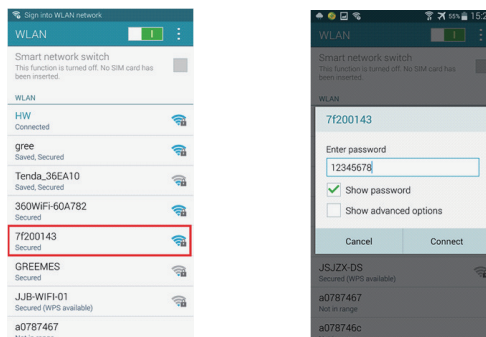 Sign into WLAN network
WLAN
Smart network switch
This function is turned off. No SIM card has
been inserted.
WLAN
HW
Connected
gree
Saved, Secured
Tenda_36EA10
Saved, Secured
360WiFi-60A782
Secured
7f200143
Secured
GREEMES
Secured
JJB-WIFI-01
Secured (WPS available)
a0787467
Not in range
55% 15:2
WLAN
Smart network switch
This function is turned off. No SIM card has
been inserted.
WLAN
7f200143
Enter password
12345678
Show password
Show advanced options
Cancel Connect
JSJZX-DS
Secured (WPS available)
a0787467
Not in range
a078746c